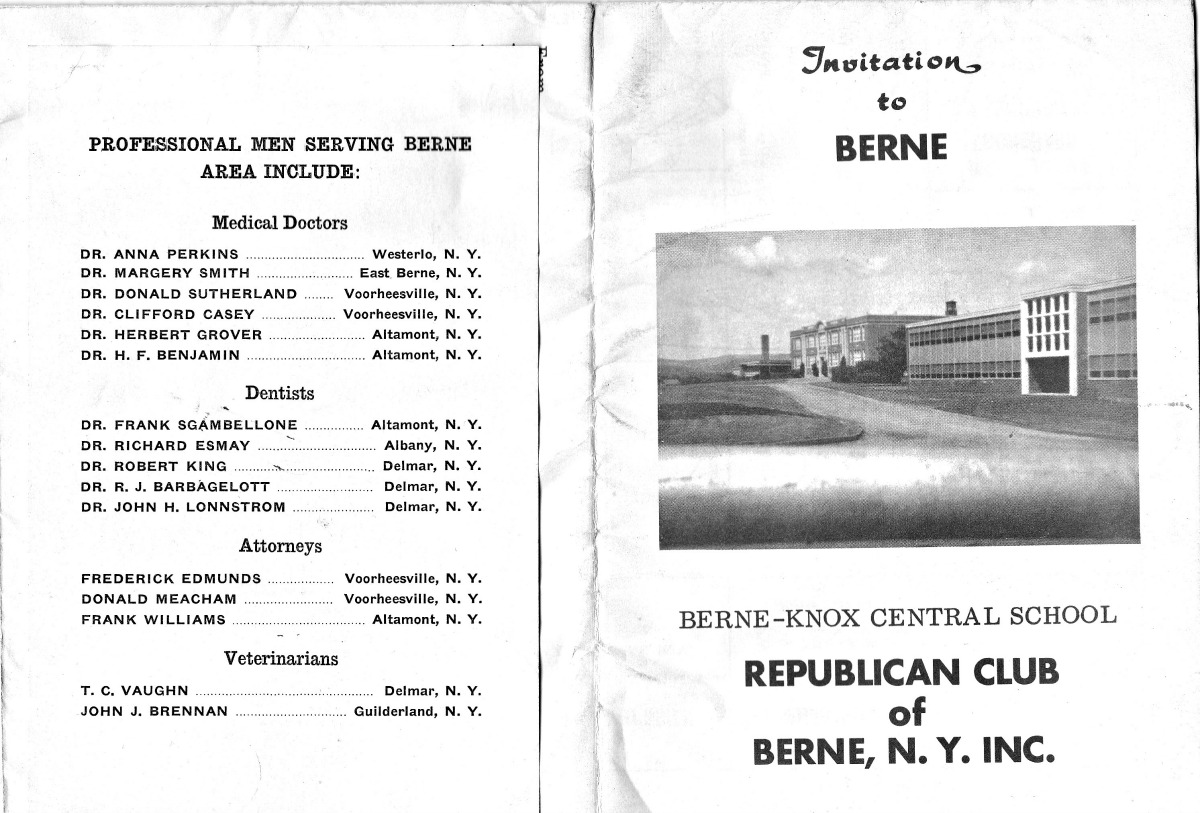 From
PROFESSIONAL MEN SERVING BERNE
AREA INCLUDE:
Medical Doctors
DR. ANNA PERKINS ................................ Westerlo, N. Y.
DR. MARGERY SMITH .......................... East Berne, N. Y.
DR. DONALD SUTHERLAND ........ Voorheesville, N. Y.
DR. CLIFFORD CASEY .................... Voorheesville, N. Y.
DR. HERBERT GROVER .......................... Altamont, N. Y.
DR. H. F. BENJAMIN ................................ Altamont, N. Y.
Dentists
DR. FRANK SGAMBELLONE ................ Altamont, N. Y.
DR. RICHARD ESMAY ................................ Albany, N. Y.
DR. ROBERT KING ...................................... Delmar, N. Y.
DR. R. J. BARBAGELOTT .......................... Delmar, N. Y.
DR. JOHN H. LONNSTROM ...................... Delmar, N. Y.
Attorneys
FREDERICK EDMUNDS .................. Voorheesville, N. Y.
DONALD MEACHAM ........................ Voorheesville, N. Y.
FRANK WILLIAMS .................................... Altamont, N. Y.
Veterinarians
T. C. VAUGHN ................................................ Delmar, N. Y.
JOHN J. BRENNAN .............................. Guilderland, N. Y.
Invitation
to
BERNE
BERNE-KNOX CENTRAL SCHOOL
REPUBLICAN CLUB
of
BERNE, N. Y. INC.